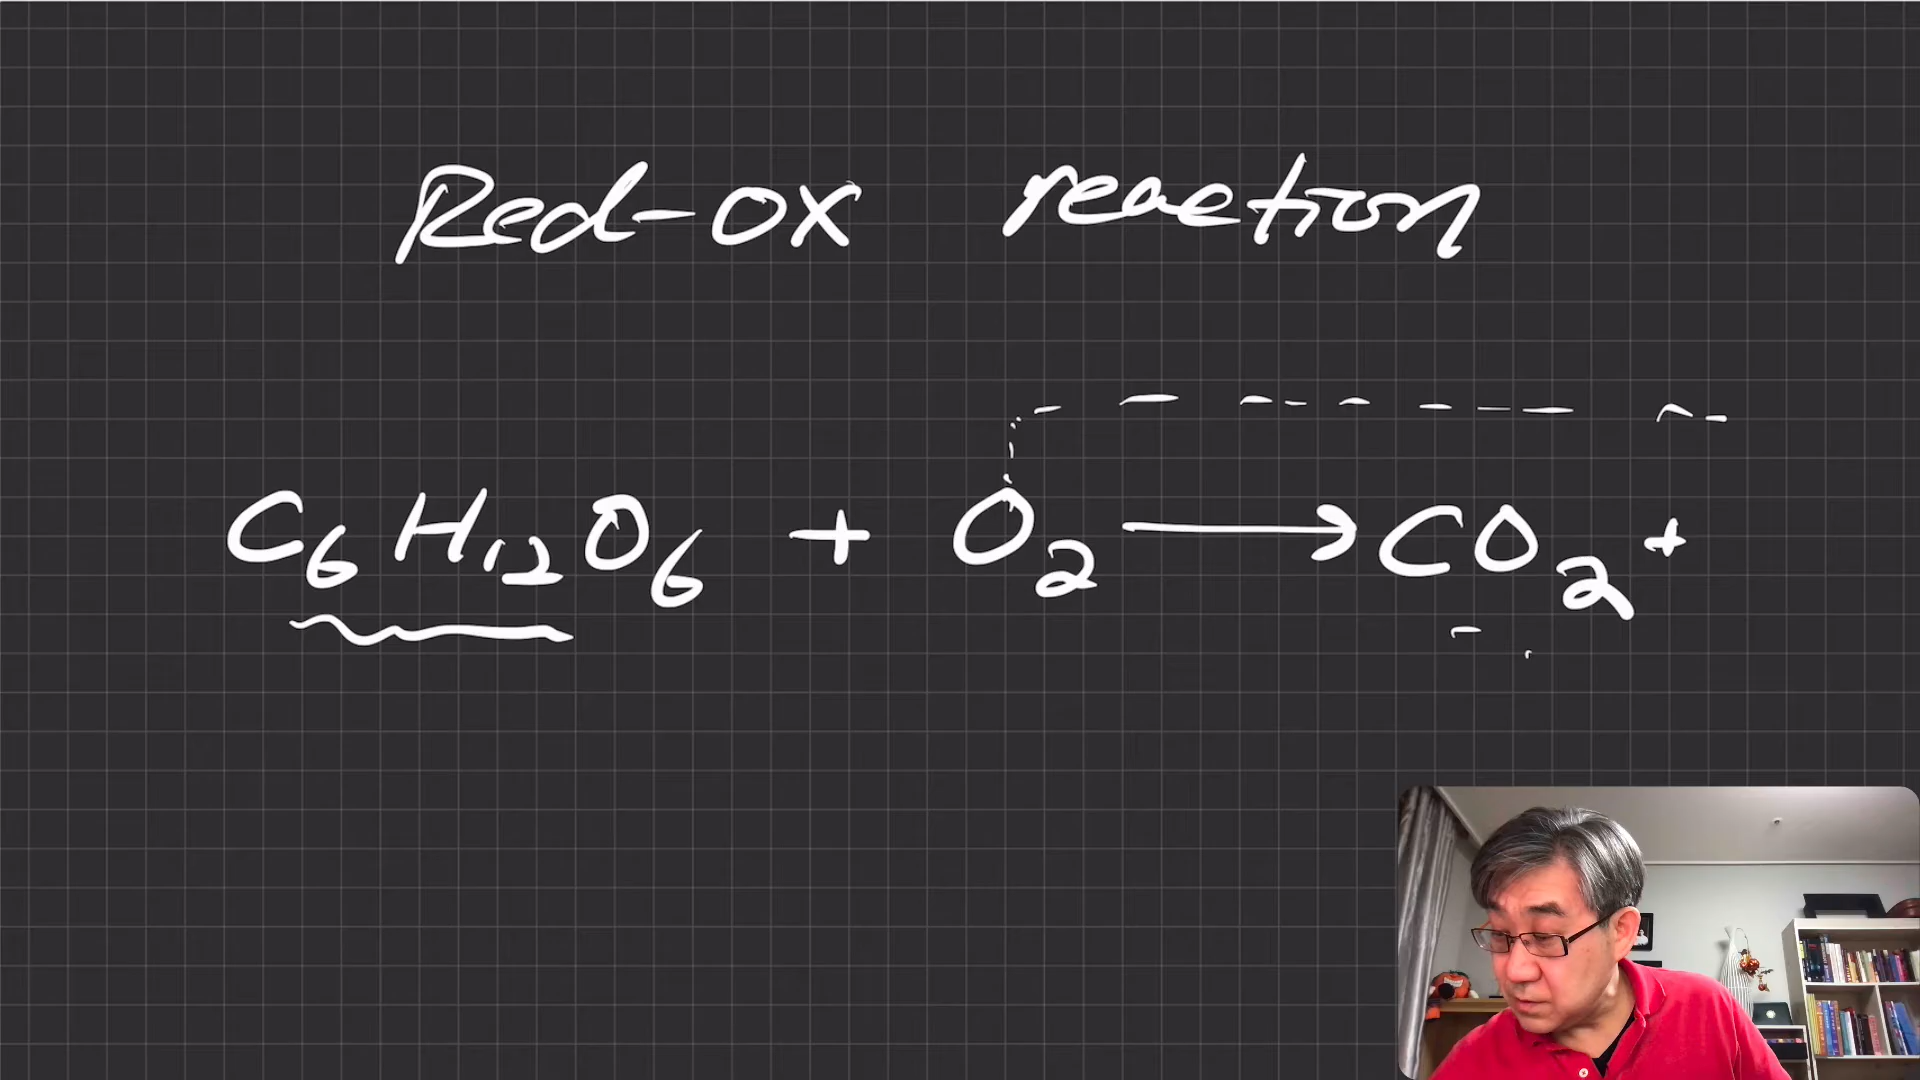 Red-ox reaction
C₆H₁₂O₆ + O₂ → CO₂ +